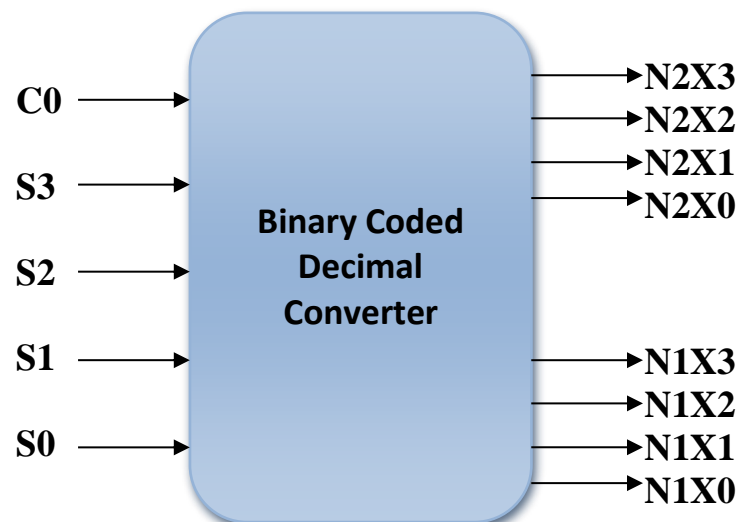 C0
S3
S2
S1
S0
Binary Coded
Decimal
Converter
N2X3
N2X2
N2X1
N2X0
N1X3
N1X2
N1X1
N1X0